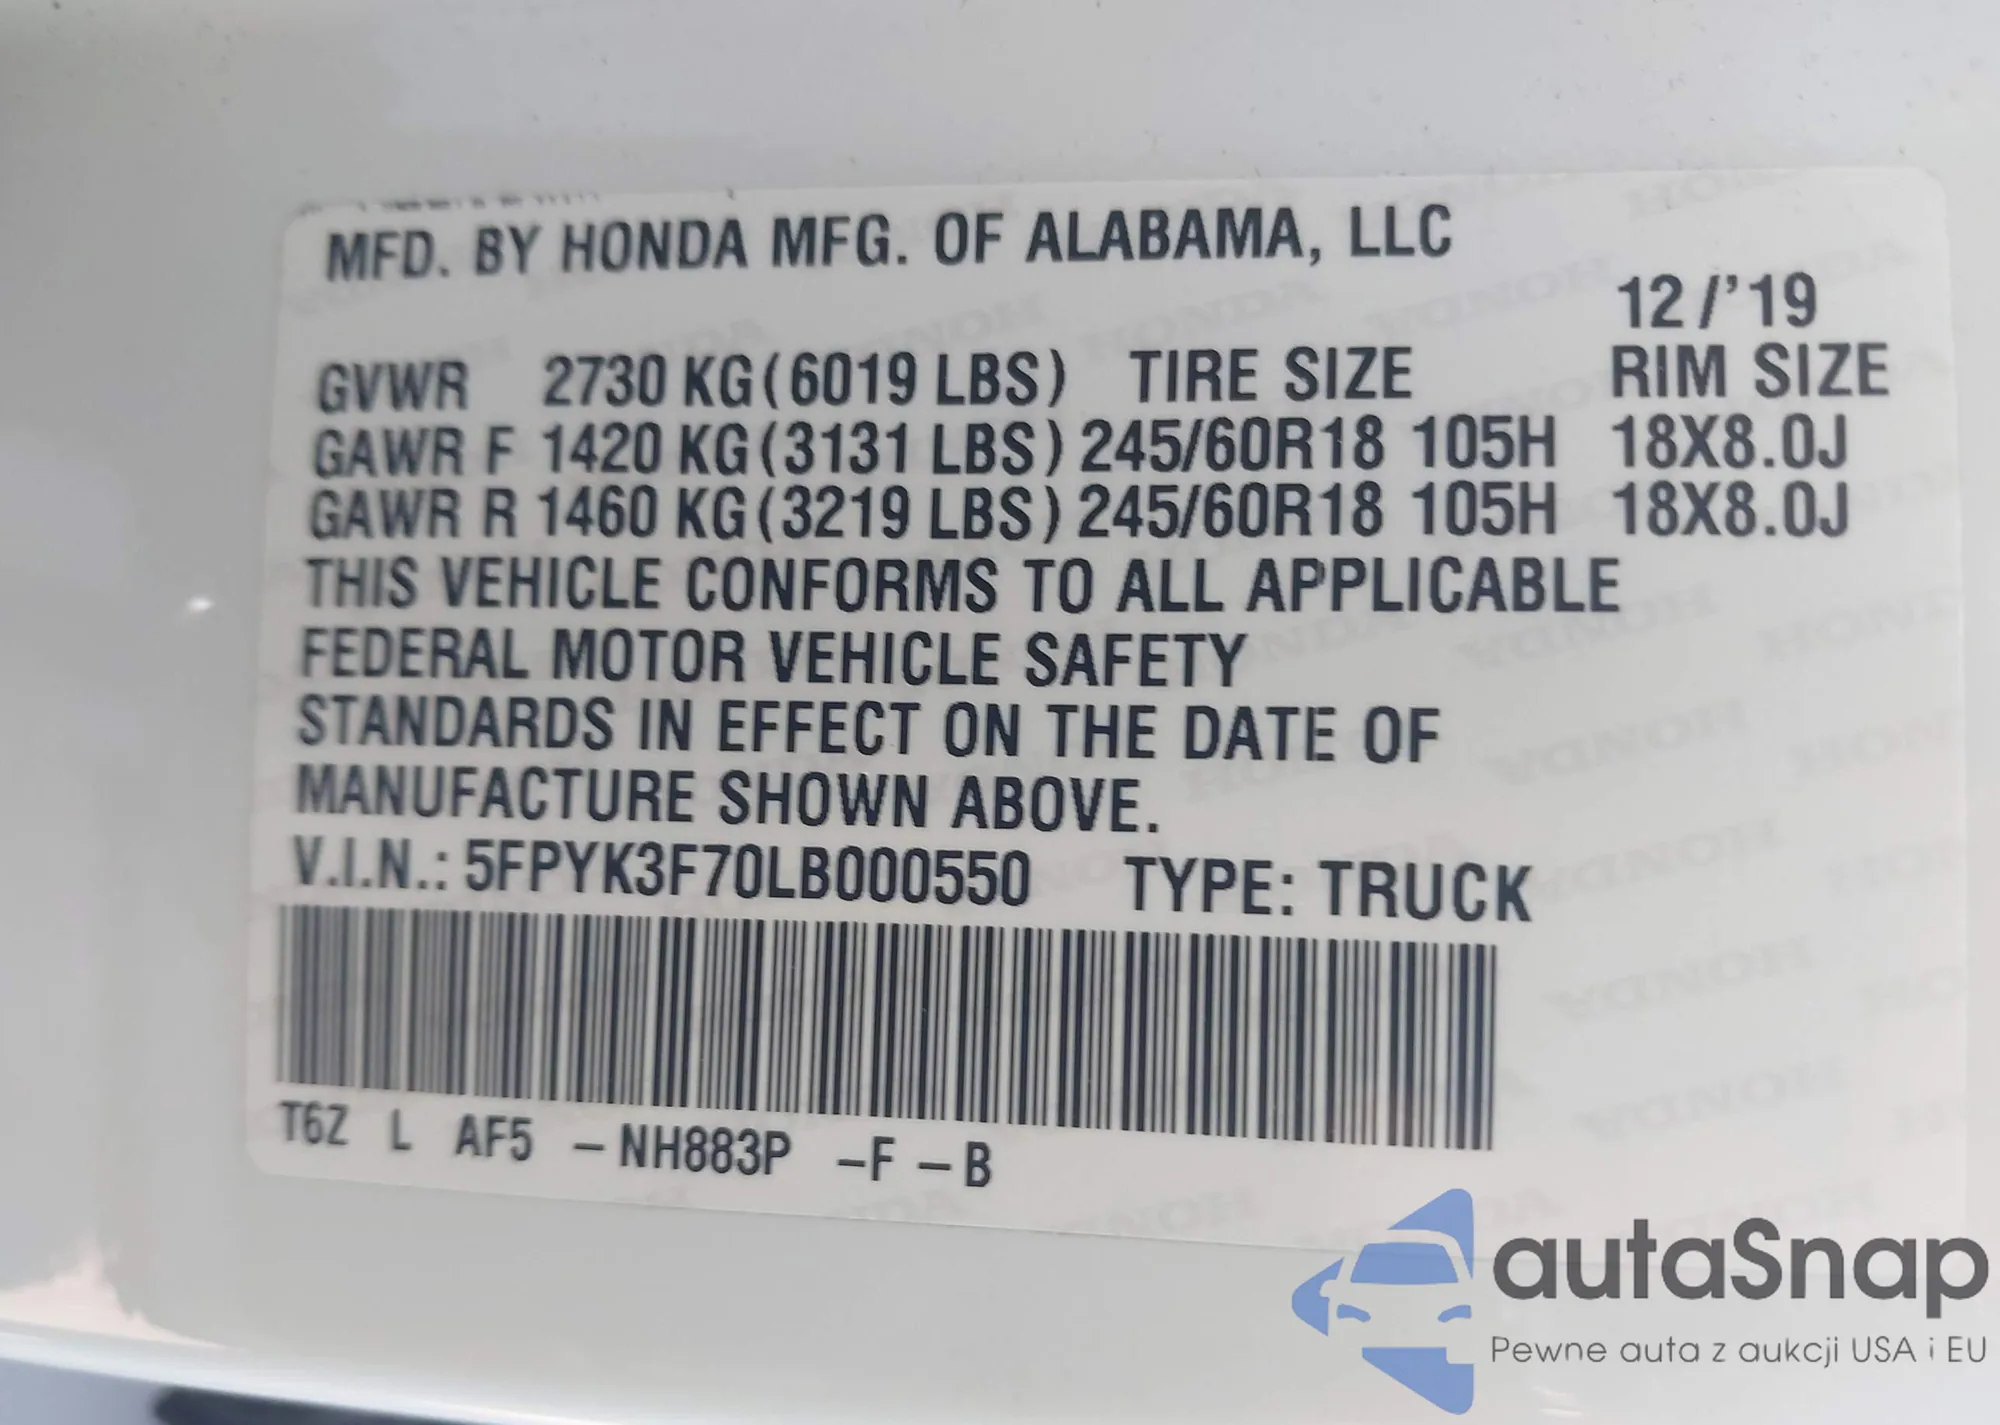 MFD. BY HONDA MFG. OF ALABAMA, LLC
12/'19
GVWR 2730 KG(6019 LBS) TIRE SIZE RIM SIZE
GAWR F 1420 KG(3131 LBS) 245/60R18 105H 18X8.0J
GAWR R 1460 KG(3219 LBS) 245/60R18 105H 18X8.0J
THIS VEHICLE CONFORMS TO ALL APPLICABLE
FEDERAL MOTOR VEHICLE SAFETY
STANDARDS IN EFFECT ON THE DATE OF
MANUFACTURE SHOWN ABOVE.
V.I.N.: 5FPYK3F70LB000550 TYPE: TRUCK
T6Z L AF5 -NH883P -F -B
autaSnap
Pewne auta z aukcji USA i EU